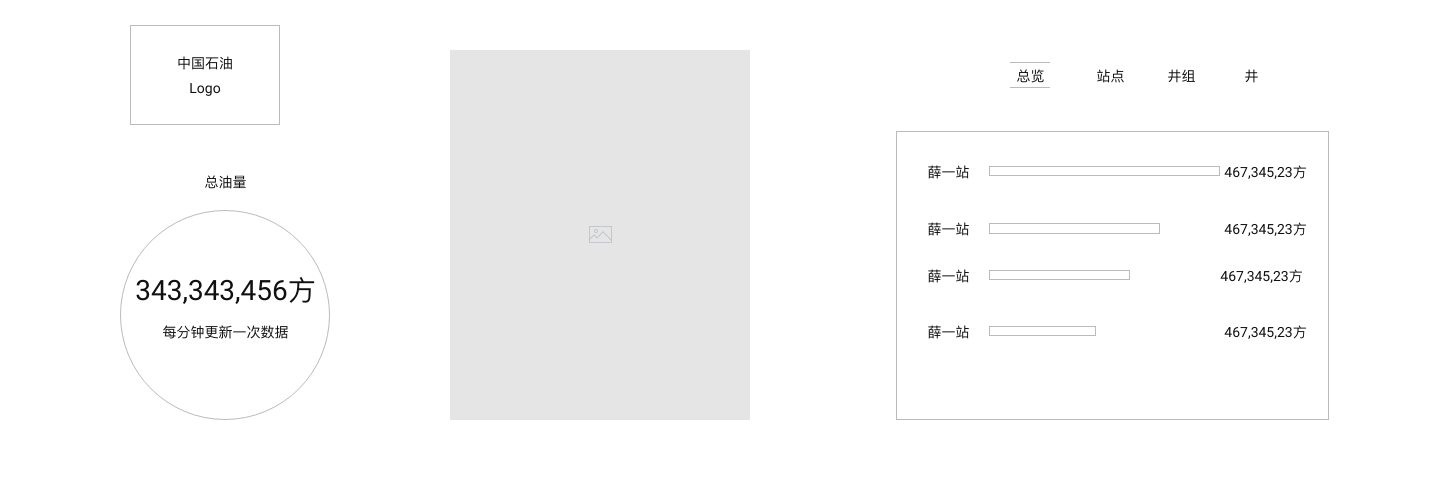 中国石油
Logo
总油量
343,343,456方
每分钟更新一次数据
总览 站点 井组 井
薛一站 467,345,23方
薛一站 467,345,23方
薛一站 467,345,23方
薛一站 467,345,23方